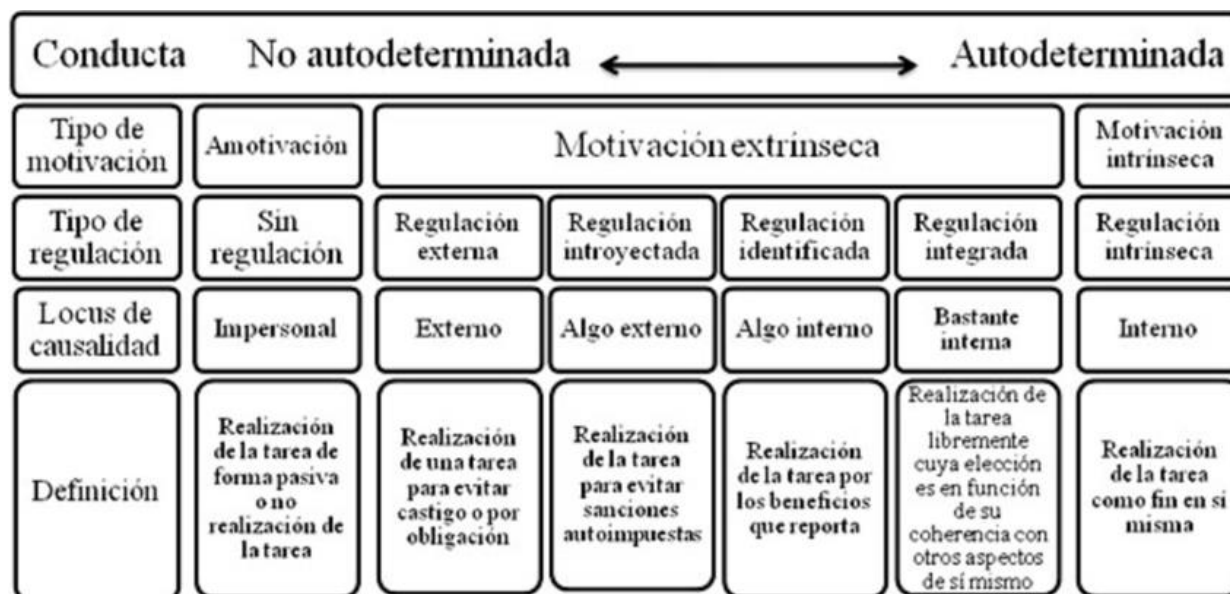 Conducta No autodeterminada Autodeterminada
Tipo de
motivación
Amotivación
Motivación extrínseca
Motivación
intrínseca
Tipo de
regulación
Sin
regulación
Regulación
externa
Regulación
introyectada
Regulación
identificada
Regulación
integrada
Regulación
intrínseca
Locus de
causalidad
Impersonal
Externo
Algo externo
Algo interno
Bastante
interna
Interno
Definición
Realización
de la tarea de
forma pasiva
o no
realización de
la tarea
Realización
de una tarea
para evitar
castigo o por
obligación
Realización
de la tarea
para evitar
sanciones
autoimpuestas
Realización
de la tarea por
los beneficios
que reporta
Realización de
la tarea
libremente
cuya elección
es en función
de su
coherencia con
otros aspectos
de sí mismo
Realización
de la tarea
como fin en si
misma